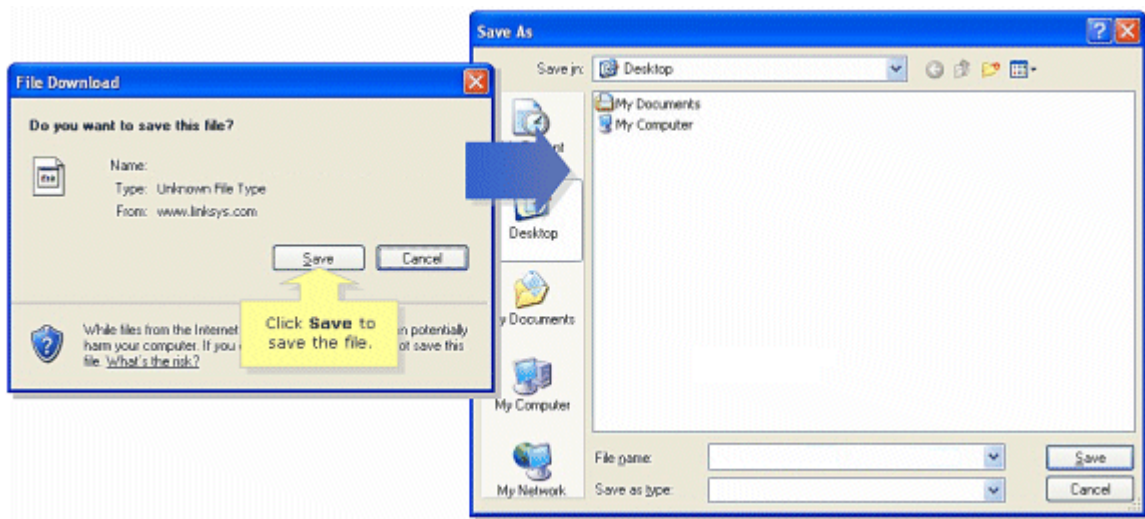 File Download
Do you want to save this file?
Name:
Type: Unknown File Type
From: www.linksys.com
Save
Cancel
Click Save to
save the file.
While files from the Internet n potentially
harm your computer. If you ot save this
file. What's the risk?
Save As
Save in:
Desktop
My Documents
My Computer
nt
Desktop
y Documents
My Computer
My Network
File name:
Save
Save as type:
Cancel